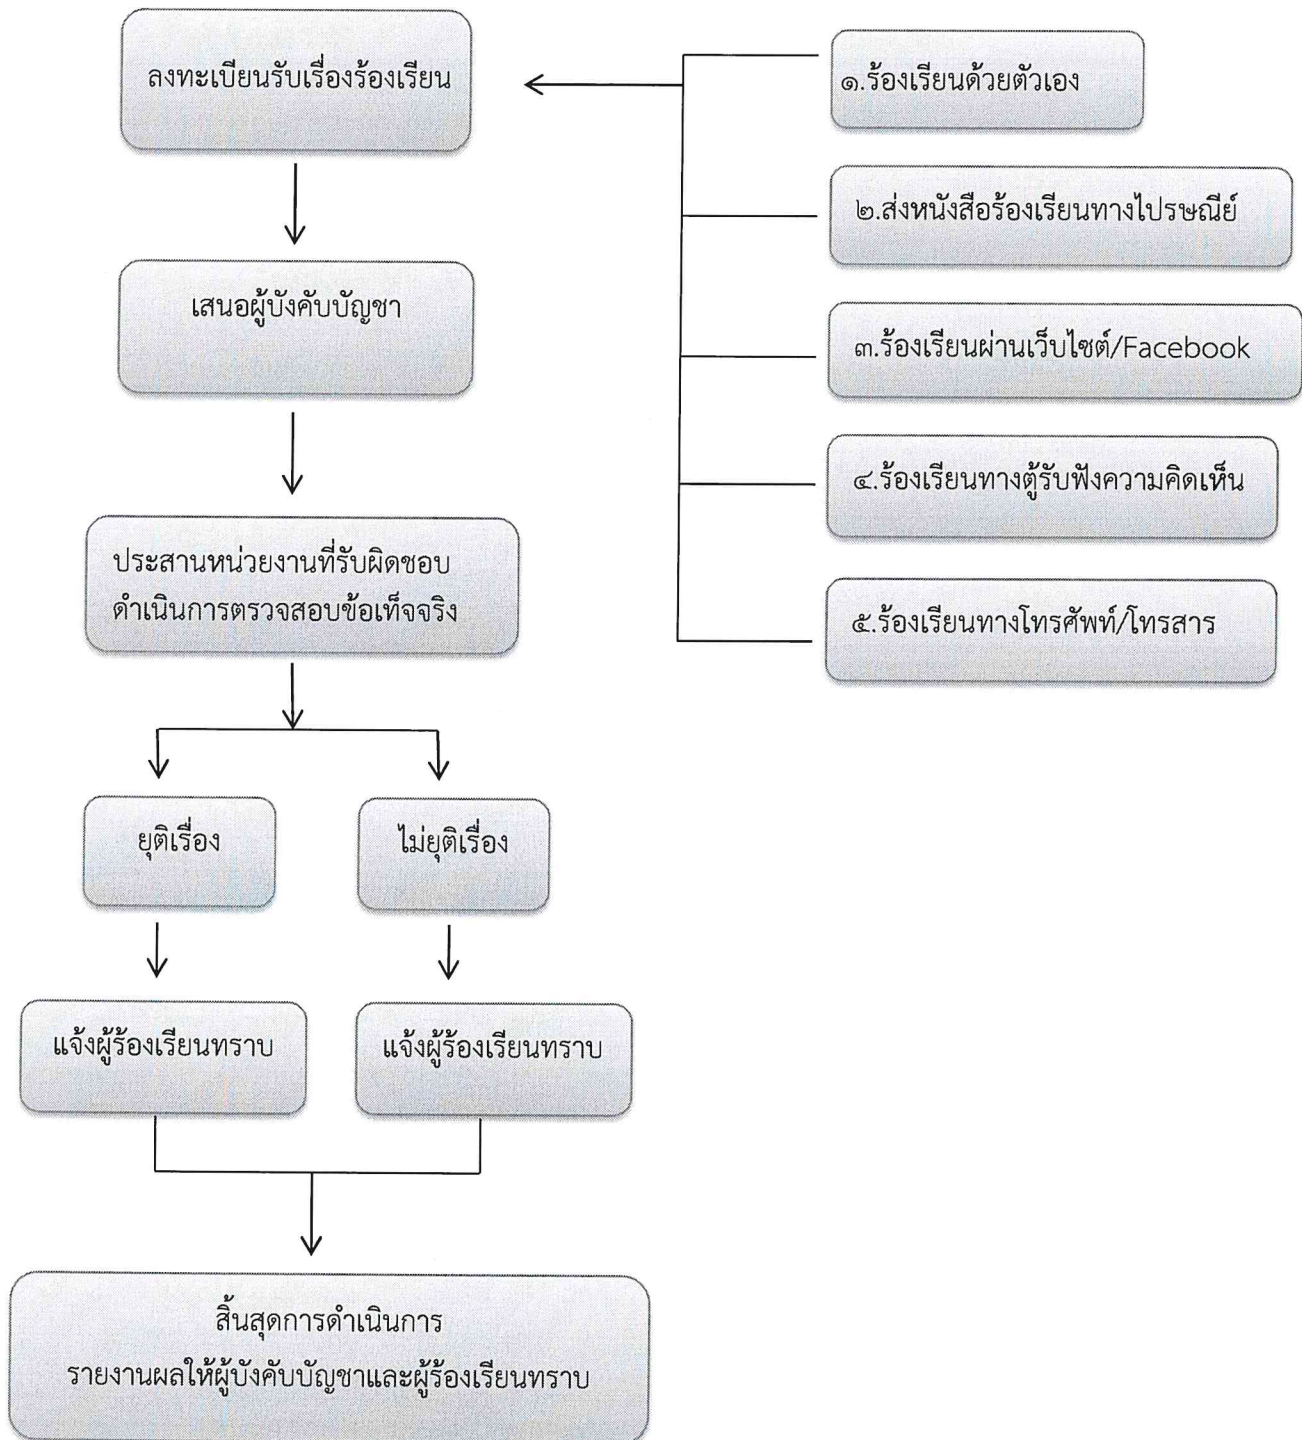 ลงทะเบียนรับเรื่องร้องเรียน
๑.ร้องเรียนด้วยตัวเอง
๒.ส่งหนังสือร้องเรียนทางไปรษณีย์
๓.ร้องเรียนผ่านเว็บไซต์/Facebook
๔.ร้องเรียนทางตู้รับฟังความคิดเห็น
๕.ร้องเรียนทางโทรศัพท์/โทรสาร
เสนอผู้บังคับบัญชา
ประสานหน่วยงานที่รับผิดชอบ
ดำเนินการตรวจสอบข้อเท็จจริง
ยุติเรื่อง
ไม่ยุติเรื่อง
แจ้งผู้ร้องเรียนทราบ
แจ้งผู้ร้องเรียนทราบ
สิ้นสุดการดำเนินการ
รายงานผลให้ผู้บังคับบัญชาและผู้ร้องเรียนทราบ